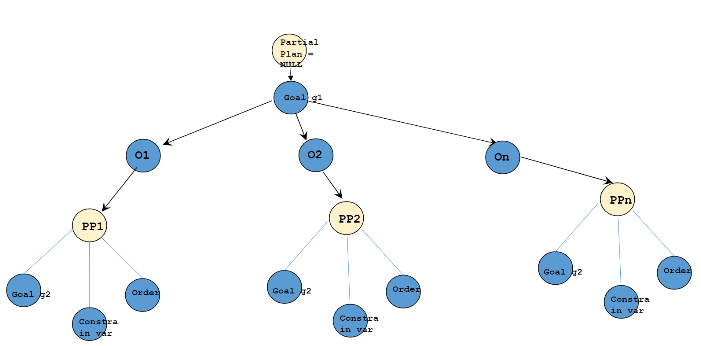 Partial
Plan =
NULL
Goal g1
O1
O2
On
PP1
PP2
PPn
Goal g2
Constra
in var
Order
Goal g2
Constra
in var
Order
Goal g2
Constra
in var
Order